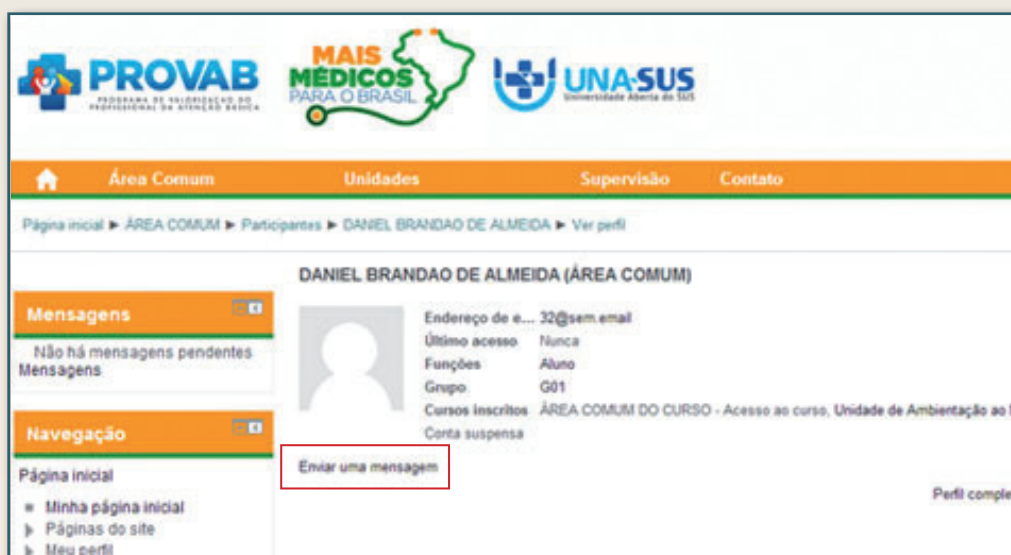 PROVAB
PROGRAMA DE VALORIZAÇÃO DO
PROFISSIONAL DA ATENÇÃO BÁSICA
MAIS
MÉDICOS
PARA O BRASIL
UNA-SUS
Universidade Aberta do SUS
Área Comum Unidades Supervisão Contato
Página inicial ► ÁREA COMUM ► Participantes ► DANIEL BRANDAO DE ALMEIDA ► Ver perfil
DANIEL BRANDAO DE ALMEIDA (ÁREA COMUM)
Mensagens
Não há mensagens pendentes
Mensagens
Endereço de e... 32@sem.email
Último acesso Nunca
Funções Aluno
Grupo G01
Cursos inscritos ÁREA COMUM DO CURSO - Acesso ao curso, Unidade de Ambientação ao
Conta suspensa
Enviar uma mensagem
Perfil comple
Navegação
Página inicial
Minha página inicial
Páginas do site
Meu perfil